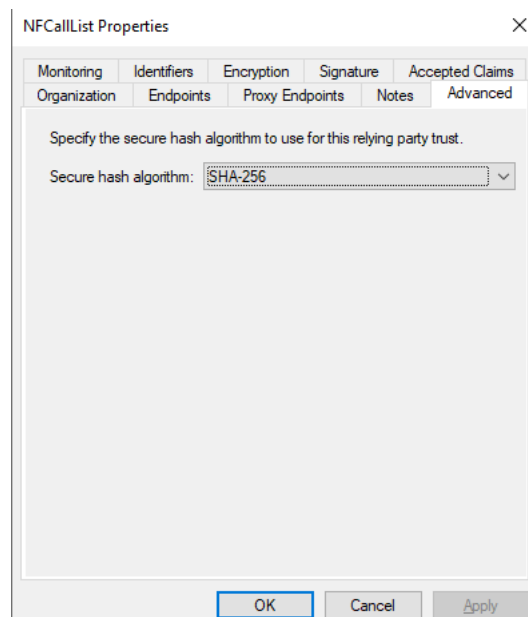 NFCallList Properties
Monitoring Identifiers Encryption Signature Accepted Claims
Organization Endpoints Proxy Endpoints Notes Advanced
Specify the secure hash algorithm to use for this relying party trust.
Secure hash algorithm: SHA-256
OK Cancel Apply